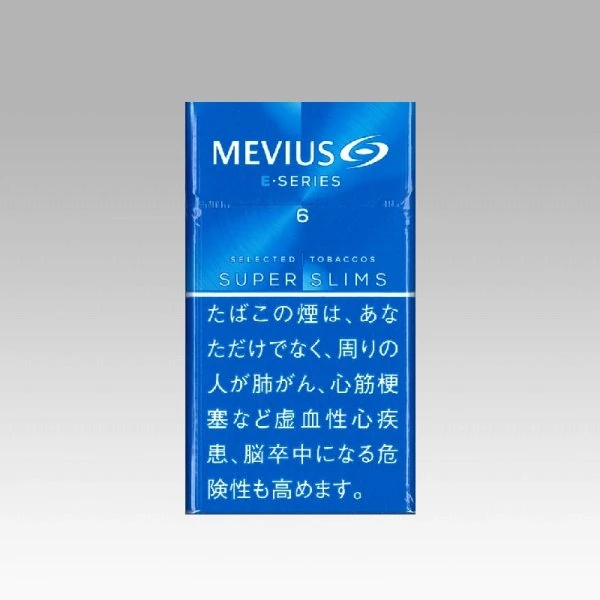 MEVIUS
E・SERIES
6
SELECTED TOBACCOS
SUPER SLIMS
たばこの煙は、あな
ただけでなく、周りの
人が肺がん、心筋梗
塞など虚血性心疾
患、脳卒中になる危
険性も高めます。